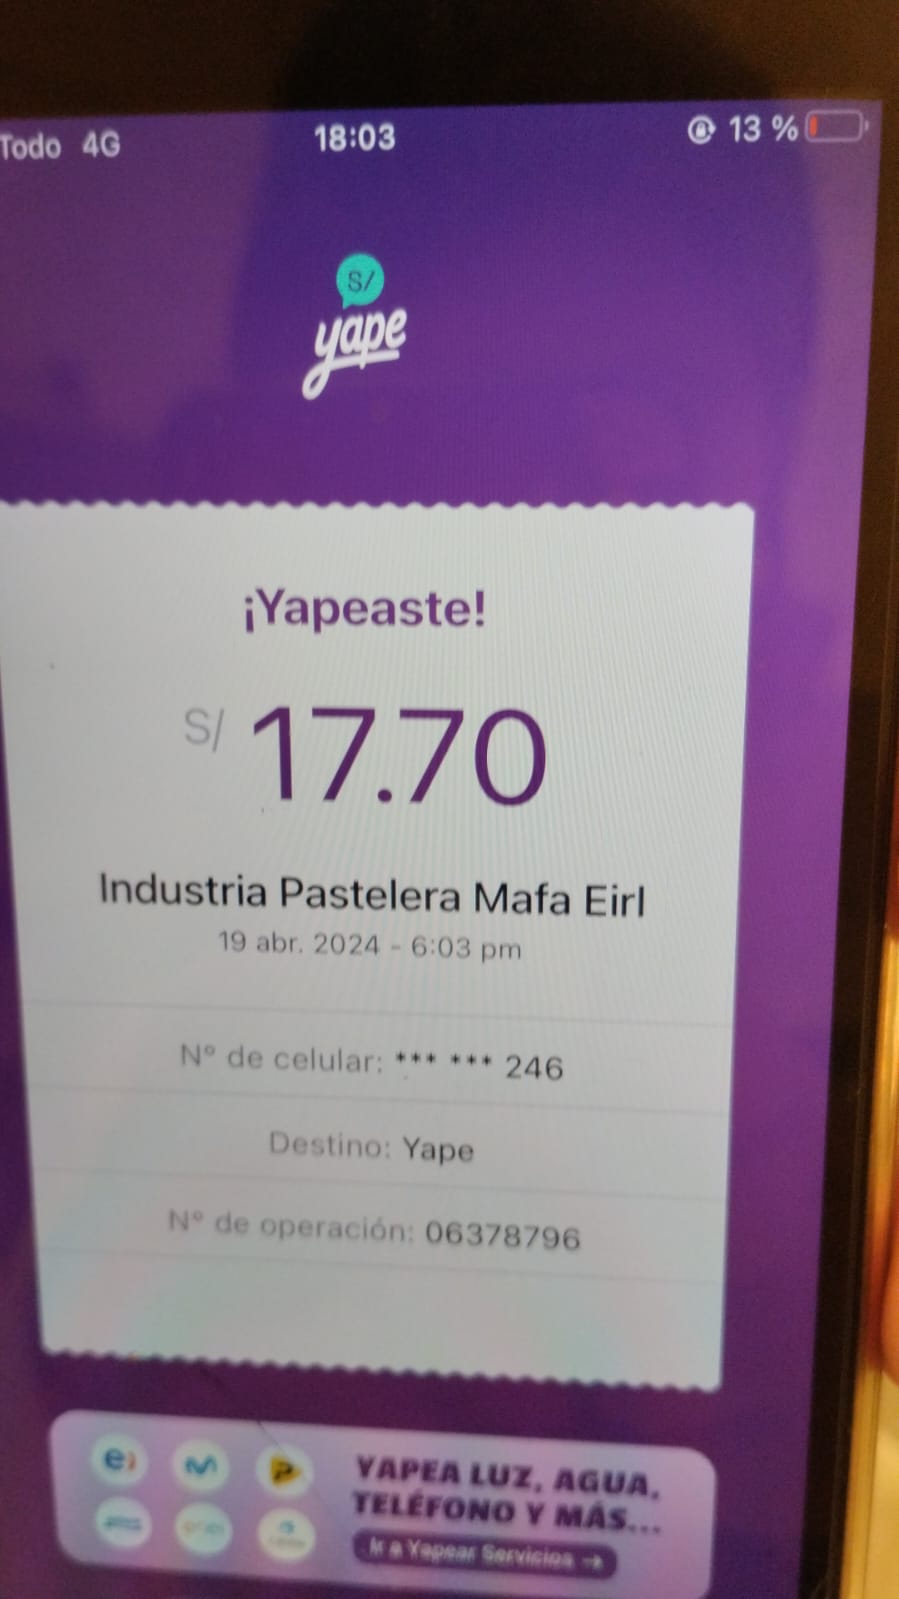 Todo 4G 18:03 13 %
S/
yape
¡Yapeaste!
S/ 17.70
Industria Pastelera Mafa Eirl
19 abr. 2024 - 6:03 pm
N° de celular: *** *** 246
Destino: Yape
N° de operación: 06378796
YAPEA LUZ, AGUA,
TELÉFONO Y MÁS...
Ir a Yapear Servicios →